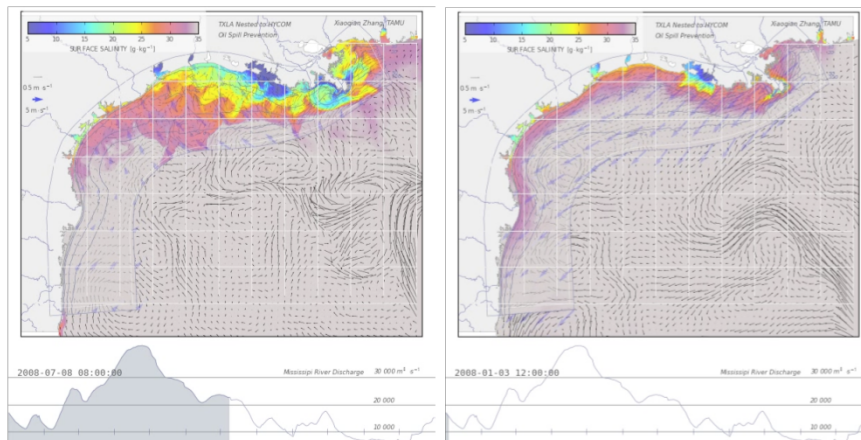 TXLA Nested to HYCOM
Xiaoqian Zhang, TAMU
Oil Spill Prevention
5 10 15 20 25 30 35
SURFACE SALINITY [g·kg⁻¹]
0.5 m s⁻¹
5 m s⁻¹
2008-07-08 08:00:00
Mississipi River Discharge
30 000 m³ s⁻¹
20 000
10 000
TXLA Nested to HYCOM
Xiaoqian Zhang, TAMU
Oil Spill Prevention
5 10 15 20 25 30 35
SURFACE SALINITY [g·kg⁻¹]
0.5 m s⁻¹
5 m s⁻¹
2008-01-03 12:00:00
Mississipi River Discharge
30 000 m³ s⁻¹
20 000
10 000